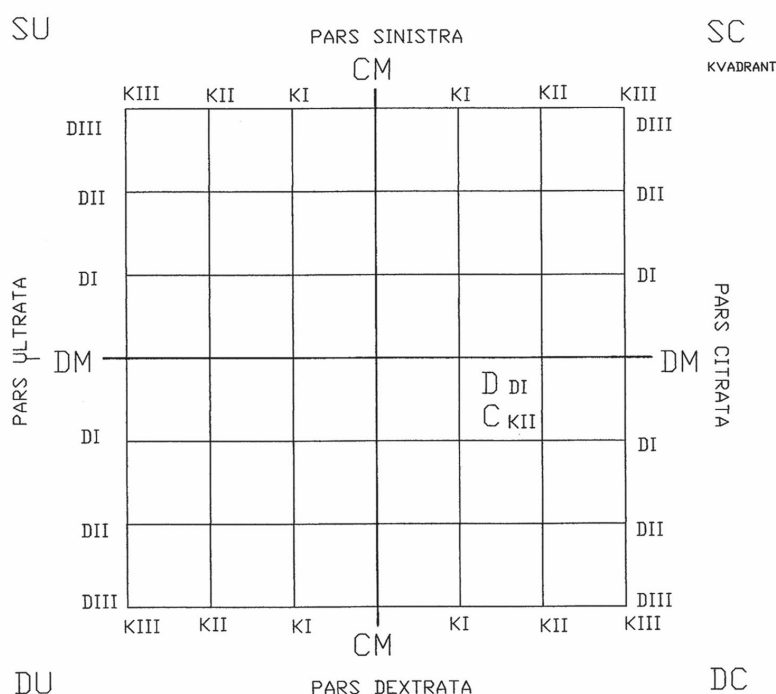 SU PARS SINISTRA SC
CM KVADRANT
KIII KII KI KI KII KIII
DIII DIII
DII DII
DI DI
PARS ULTRATA
PARS CITRATA
DM DM
D DI
C KII
DI DI
DII DII
DIII DIII
KIII KII KI KI KII KIII
CM
DU PARS DEXTRATA DC